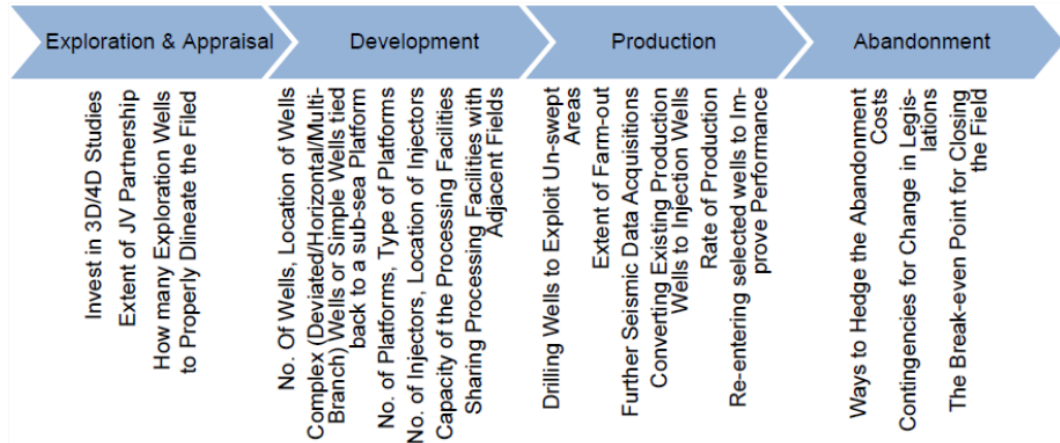 Exploration & Appraisal
Development
Production
Abandonment
Invest in 3D/4D Studies
Extent of JV Partnership
How many Exploration Wells
to Properly Dlineate the Filed
No. Of Wells, Location of Wells
Complex (Deviated/Horizontal/Multi-
Branch) Wells or Simple Wells tied
back to a sub-sea Platform
No. of Platforms, Type of Platforms
No. of Injectors, Location of Injectors
Capacity of the Processing Facilities
Sharing Processing Facilities with
Adjacent Fields
Drilling Wells to Exploit Un-swept
Areas
Extent of Farm-out
Further Seismic Data Acquisitions
Converting Existing Production
Wells to Injection Wells
Rate of Production
Re-entering selected wells to Im-
prove Performance
Ways to Hedge the Abandonment
Costs
Contingencies for Change in Legis-
lations
The Break-even Point for Closing
the Field